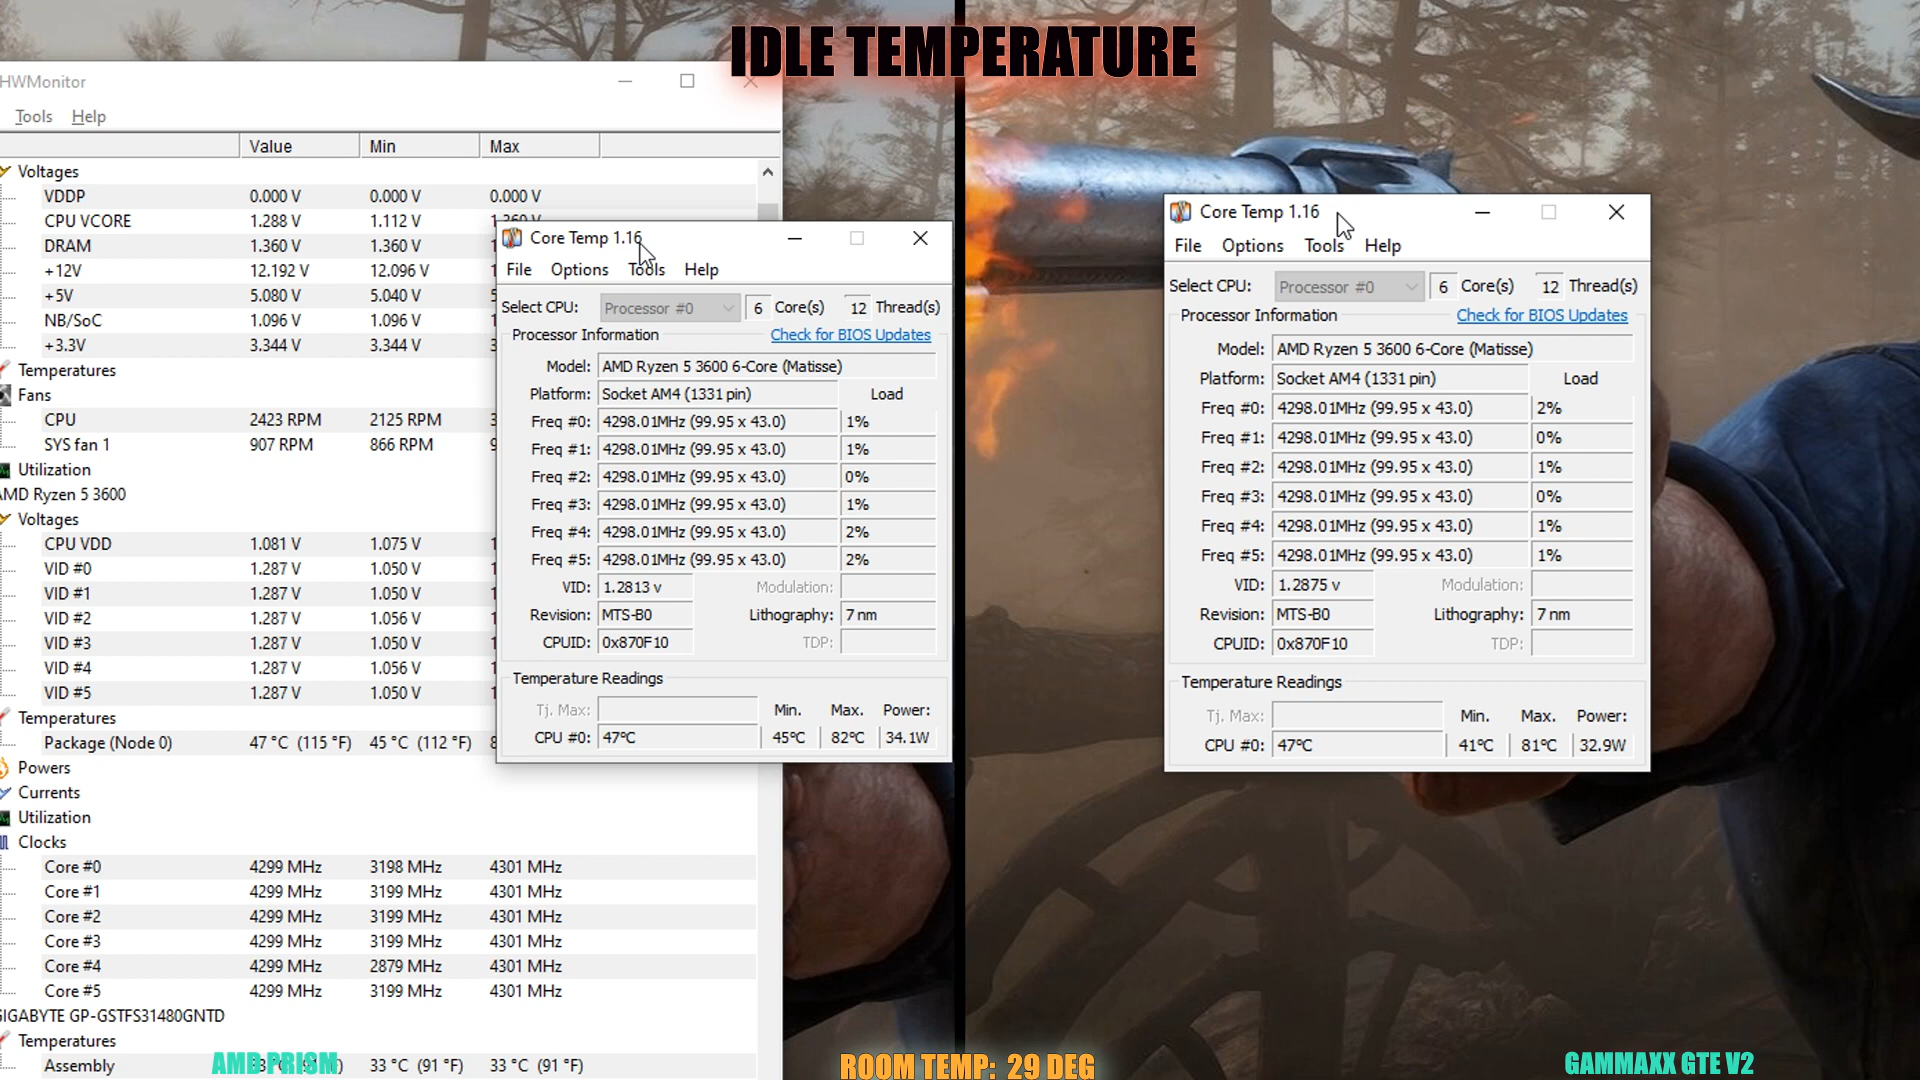 IDLE TEMPERATURE
HWMonitor
Tools Help
Value Min Max
Voltages
VDDP 0.000 V 0.000 V 0.000 V
CPU VCORE 1.288 V 1.112 V
DRAM 1.360 V 1.360 V
+12V 12.192 V 12.096 V
+5V 5.080 V 5.040 V
NB/SoC 1.096 V 1.096 V
+3.3V 3.344 V 3.344 V
Temperatures
Fans
CPU 2423 RPM 2125 RPM
SYS fan 1 907 RPM 866 RPM
Utilization
AMD Ryzen 5 3600
Voltages
CPU VDD 1.081 V 1.075 V
VID #0 1.287 V 1.050 V
VID #1 1.287 V 1.050 V
VID #2 1.287 V 1.056 V
VID #3 1.287 V 1.050 V
VID #4 1.287 V 1.056 V
VID #5 1.287 V 1.050 V
Temperatures
Package (Node 0) 47 °C (115 °F) 45 °C (112 °F)
Powers
Currents
Utilization
Clocks
Core #0 4299 MHz 3198 MHz 4301 MHz
Core #1 4299 MHz 3199 MHz 4301 MHz
Core #2 4299 MHz 3199 MHz 4301 MHz
Core #3 4299 MHz 3199 MHz 4301 MHz
Core #4 4299 MHz 2879 MHz 4301 MHz
Core #5 4299 MHz 3199 MHz 4301 MHz
GIGABYTE GP-GSTFS31480GNTD
Temperatures
Assembly 33 °C (91 °F) 33 °C (91 °F)
Core Temp 1.16
File Options Tools Help
Select CPU: Processor #0 6 Core(s) 12 Thread(s)
Processor Information Check for BIOS Updates
Model: AMD Ryzen 5 3600 6-Core (Matisse)
Platform: Socket AM4 (1331 pin) Load
Freq #0: 4298.01MHz (99.95 x 43.0) 1%
Freq #1: 4298.01MHz (99.95 x 43.0) 1%
Freq #2: 4298.01MHz (99.95 x 43.0) 0%
Freq #3: 4298.01MHz (99.95 x 43.0) 1%
Freq #4: 4298.01MHz (99.95 x 43.0) 2%
Freq #5: 4298.01MHz (99.95 x 43.0) 2%
VID: 1.2813 v Modulation:
Revision: MTS-B0 Lithography: 7 nm
CPUID: 0x870F10 TDP:
Temperature Readings
Tj. Max: Min. Max. Power:
CPU #0: 47°C 45°C 82°C 34.1W
Core Temp 1.16
File Options Tools Help
Select CPU: Processor #0 6 Core(s) 12 Thread(s)
Processor Information Check for BIOS Updates
Model: AMD Ryzen 5 3600 6-Core (Matisse)
Platform: Socket AM4 (1331 pin) Load
Freq #0: 4298.01MHz (99.95 x 43.0) 2%
Freq #1: 4298.01MHz (99.95 x 43.0) 0%
Freq #2: 4298.01MHz (99.95 x 43.0) 1%
Freq #3: 4298.01MHz (99.95 x 43.0) 0%
Freq #4: 4298.01MHz (99.95 x 43.0) 1%
Freq #5: 4298.01MHz (99.95 x 43.0) 1%
VID: 1.2875 v Modulation:
Revision: MTS-B0 Lithography: 7 nm
CPUID: 0x870F10 TDP:
Temperature Readings
Tj. Max: Min. Max. Power:
CPU #0: 47°C 41°C 81°C 32.9W
AMD PRISM
ROOM TEMP: 29 DEG
GAMMAXX GTE V2